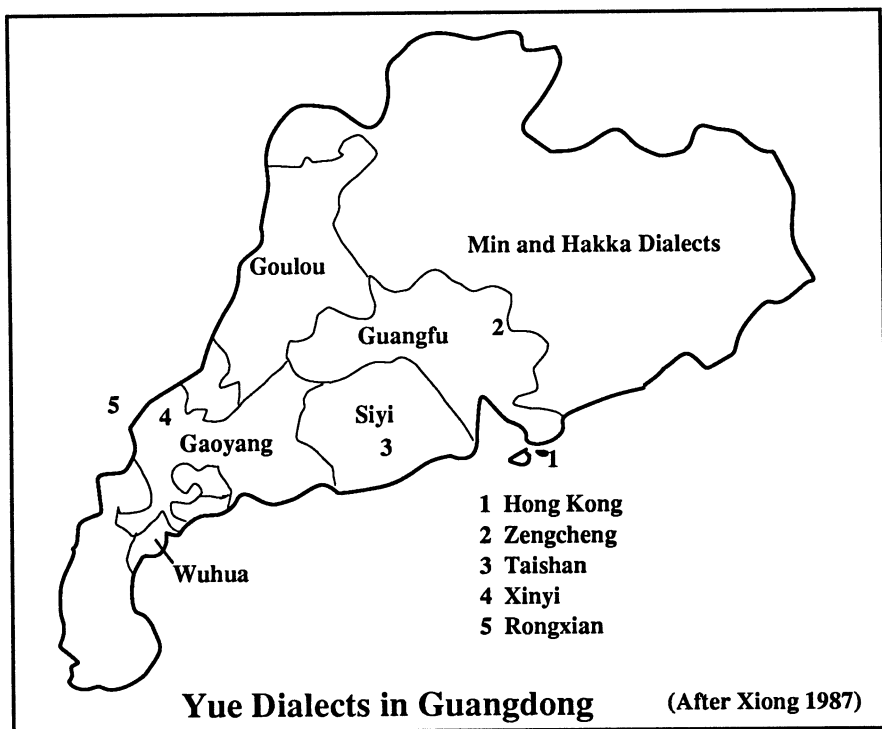 Min and Hakka Dialects
Goulou
Guangfu
2
5
4
Siyi
Gaoyang
3
1
Wuhua
1 Hong Kong
2 Zengcheng
3 Taishan
4 Xinyi
5 Rongxian
Yue Dialects in Guangdong
(After Xiong 1987)